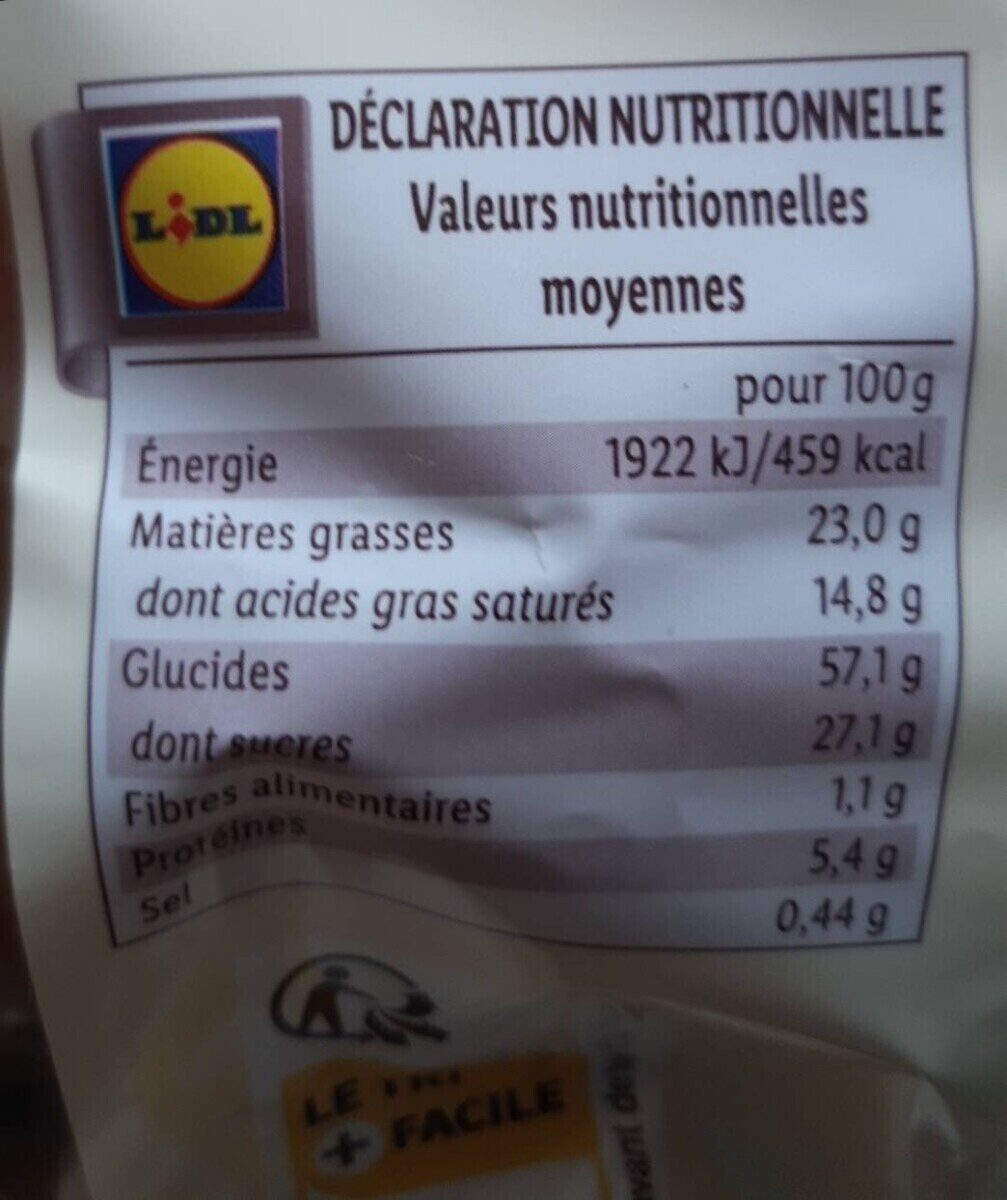 LIDL
DÉCLARATION NUTRITIONNELLE
Valeurs nutritionnelles
moyennes
pour 100g
Énergie 1922 kJ/459 kcal
Matières grasses 23,0 g
dont acides gras saturés 14,8 g
Glucides 57,1 g
dont sucres 27,1 g
Fibres alimentaires 1,1 g
Protéines 5,4 g
Sel 0,44 g
LE TRI
+ FACILE